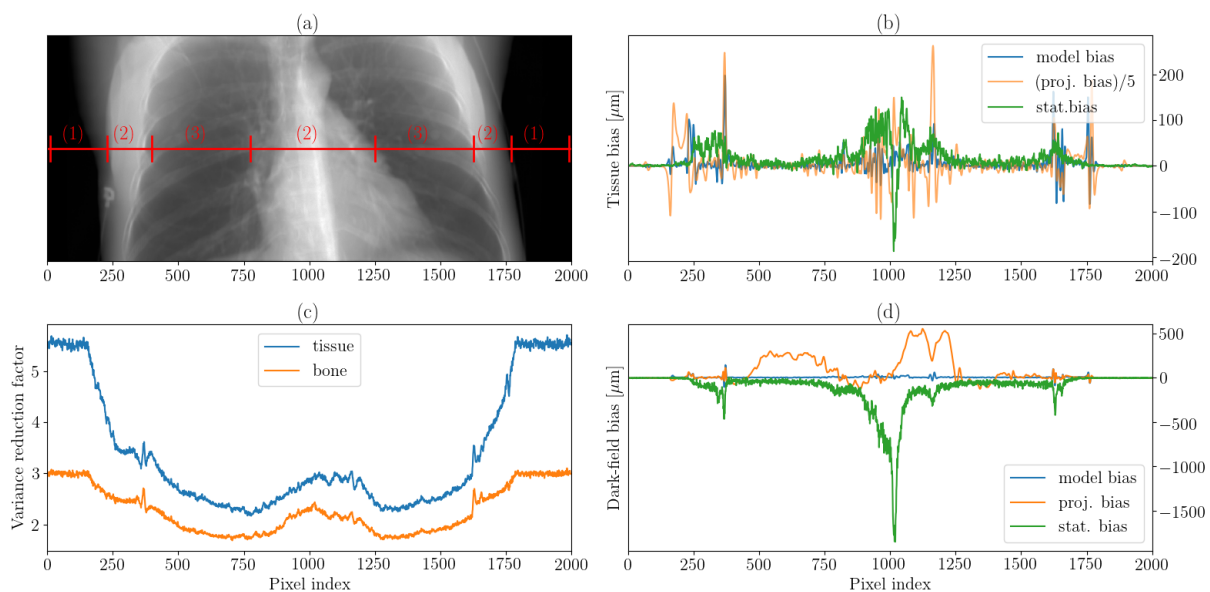 (a)
(1) (2) (3) (2) (3) (2) (1)
0 250 500 750 1000 1250 1500 1750 2000
(b)
Tissue bias [μm]
model bias
(proj. bias)/5
stat.bias
200
100
0
−100
−200
0 250 500 750 1000 1250 1500 1750 2000
(c)
Variance reduction factor
tissue
bone
5
4
3
2
0 250 500 750 1000 1250 1500 1750 2000
Pixel index
(d)
Dark-field bias [μm]
500
0
−500
−1000
−1500
model bias
proj. bias
stat. bias
0 250 500 750 1000 1250 1500 1750 2000
Pixel index